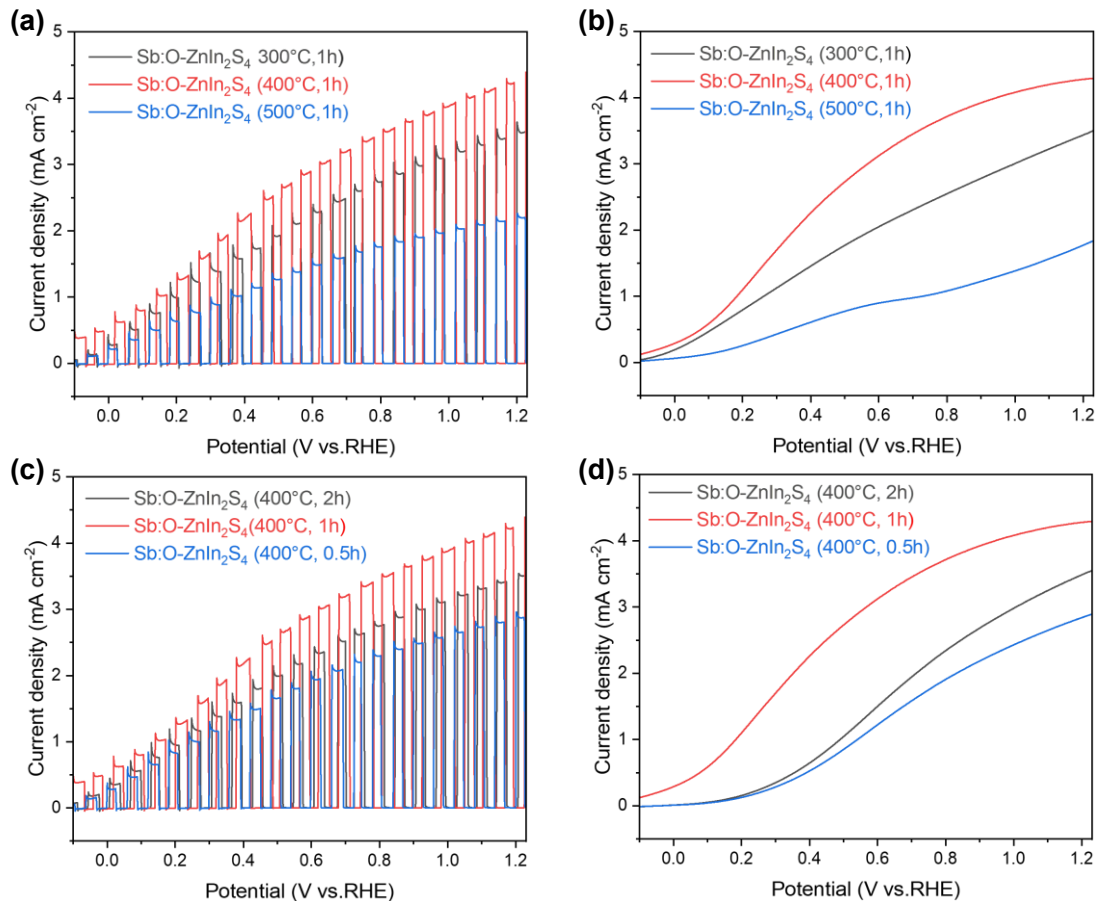 (a)
Sb:O-ZnIn₂S₄ 300°C,1h)
Sb:O-ZnIn₂S₄ (400°C,1h)
Sb:O-ZnIn₂S₄ (500°C,1h)
Current density (mA cm⁻²)
5
4
3
2
1
0
0.0 0.2 0.4 0.6 0.8 1.0 1.2
Potential (V vs.RHE)
(b)
Sb:O-ZnIn₂S₄ (300°C,1h)
Sb:O-ZnIn₂S₄ (400°C,1h)
Sb:O-ZnIn₂S₄ (500°C,1h)
Current density (mA cm⁻²)
5
4
3
2
1
0
0.0 0.2 0.4 0.6 0.8 1.0 1.2
Potential (V vs.RHE)
(c)
Sb:O-ZnIn₂S₄ (400°C, 2h)
Sb:O-ZnIn₂S₄(400°C, 1h)
Sb:O-ZnIn₂S₄ (400°C, 0.5h)
Current density (mA cm⁻²)
5
4
3
2
1
0
0.0 0.2 0.4 0.6 0.8 1.0 1.2
Potential (V vs.RHE)
(d)
Sb:O-ZnIn₂S₄ (400°C, 2h)
Sb:O-ZnIn₂S₄ (400°C, 1h)
Sb:O-ZnIn₂S₄ (400°C, 0.5h)
Current density (mA cm⁻²)
5
4
3
2
1
0
0.0 0.2 0.4 0.6 0.8 1.0 1.2
Potential (V vs.RHE)